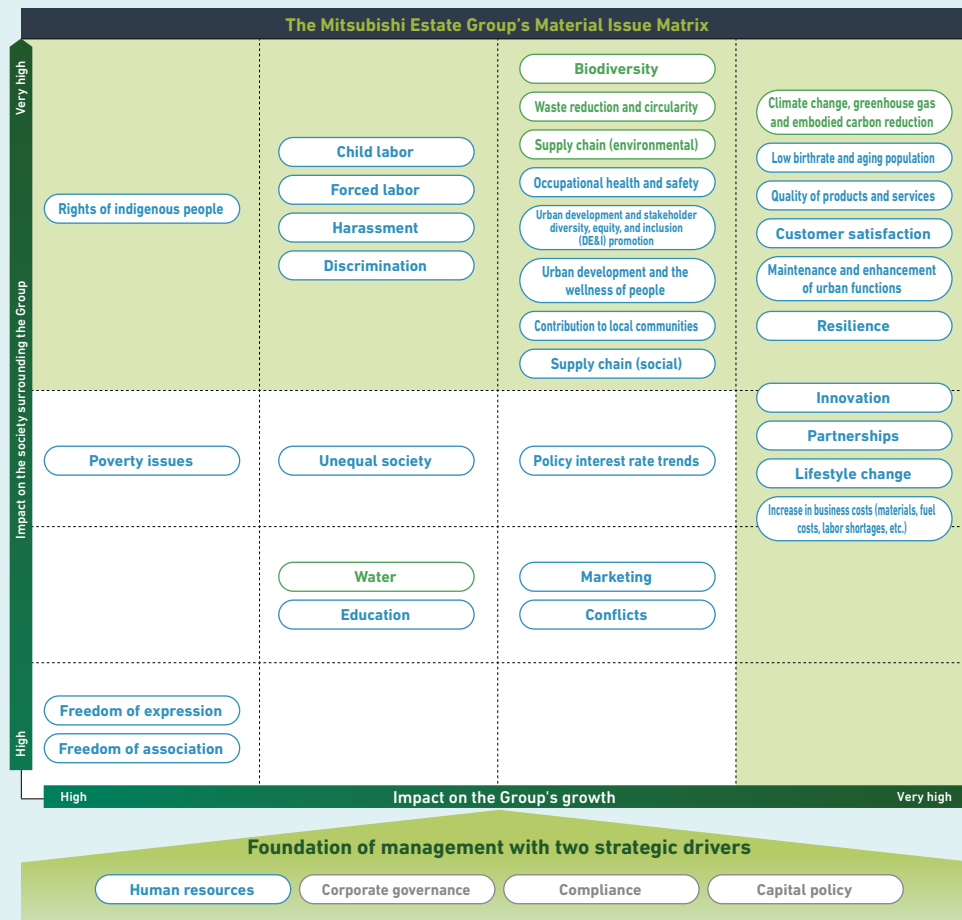 The Mitsubishi Estate Group's Material Issue Matrix
Very high
Impact on the society surrounding the Group
High
Rights of indigenous people
Child labor
Forced labor
Harassment
Discrimination
Biodiversity
Waste reduction and circularity
Supply chain (environmental)
Occupational health and safety
Urban development and stakeholder
diversity, equity, and inclusion
(DE&I) promotion
Urban development and the
wellness of people
Contribution to local communities
Supply chain (social)
Climate change, greenhouse gas
and embodied carbon reduction
Low birthrate and aging population
Quality of products and services
Customer satisfaction
Maintenance and enhancement
of urban functions
Resilience
Poverty issues
Unequal society
Policy interest rate trends
Innovation
Partnerships
Lifestyle change
Increase in business costs (materials, fuel
costs, labor shortages, etc.)
Water
Education
Marketing
Conflicts
Freedom of expression
Freedom of association
High
Impact on the Group's growth
Very high
Foundation of management with two strategic drivers
Human resources
Corporate governance
Compliance
Capital policy